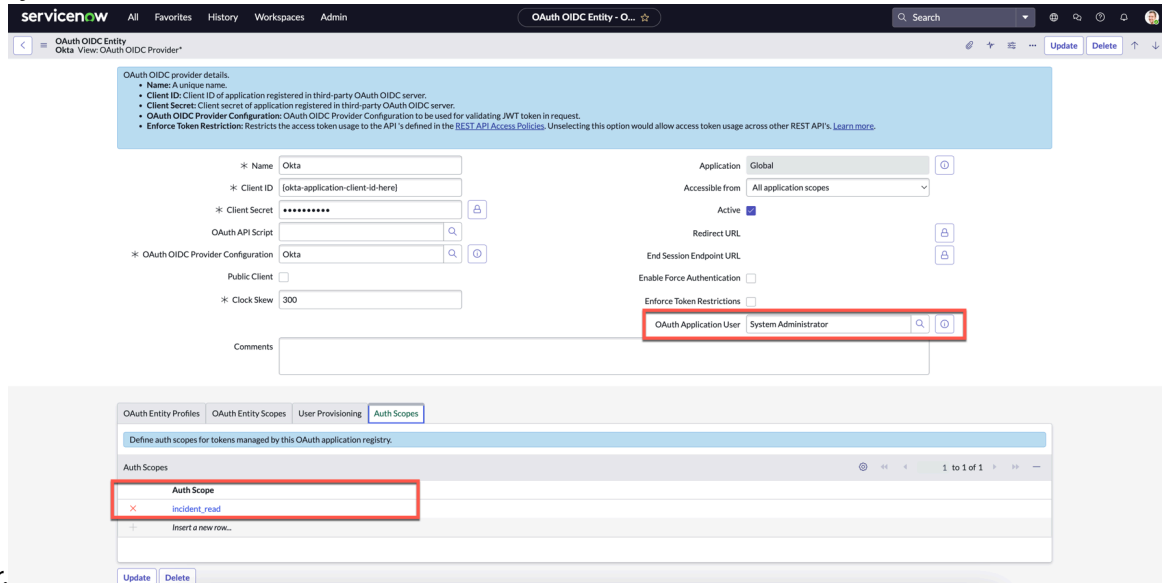 servicenow All Favorites History Workspaces Admin OAuth OIDC Entity - O... ☆ Search
OAuth OIDC Entity
Okta View: OAuth OIDC Provider*
Update Delete
OAuth OIDC provider details.
• Name: A unique name.
• Client ID: Client ID of application registered in third-party OAuth OIDC server.
• Client Secret: Client secret of application registered in third-party OAuth OIDC server.
• OAuth OIDC Provider Configuration: OAuth OIDC Provider Configuration to be used for validating JWT token in request.
• Enforce Token Restriction: Restricts the access token usage to the API 's defined in the REST API Access Policies. Unselecting this option would allow access token usage across other REST API's. Learn more.
Name Okta Application Global
Client ID {okta-application-client-id-here} Accessible from All application scopes
Client Secret •••••••••• Active
OAuth API Script Redirect URL
OAuth OIDC Provider Configuration Okta End Session Endpoint URL
Public Client Enable Force Authentication
Clock Skew 300 Enforce Token Restrictions
OAuth Application User System Administrator
Comments
OAuth Entity Profiles OAuth Entity Scopes User Provisioning Auth Scopes
Define auth scopes for tokens managed by this OAuth application registry.
Auth Scopes 1 to 1 of 1
Auth Scope
incident_read
Insert a new row...
Update Delete